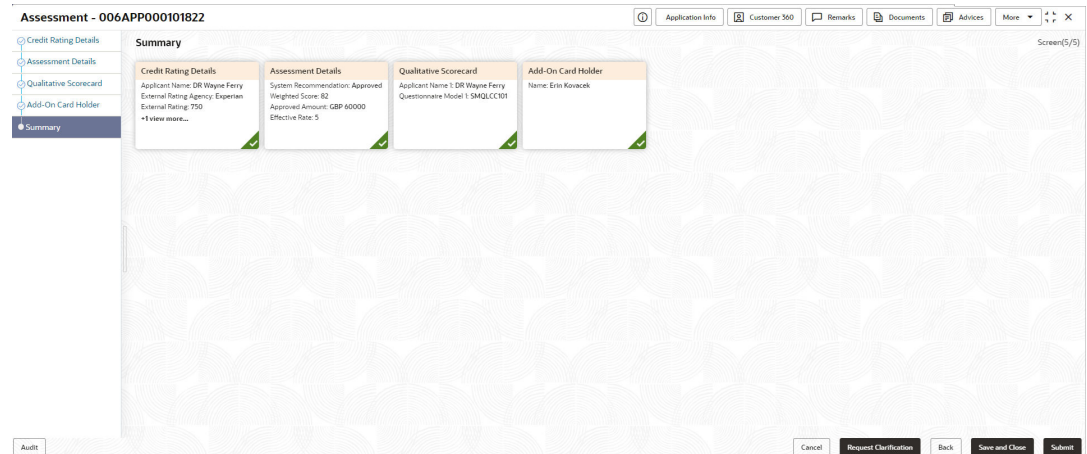 Assessment - 006APP000101822
Application Info
Customer 360
Remarks
Documents
Advices
More
Credit Rating Details
Assessment Details
Qualitative Scorecard
Add-On Card Holder
Summary
Summary
Screen(5/5)
Credit Rating Details
Applicant Name: DR Wayne Ferry
External Rating Agency: Experian
External Rating: 750
+1 view more...
Assessment Details
System Recommendation: Approved
Weighted Score: 82
Approved Amount: GBP 60000
Effective Rate: 5
Qualitative Scorecard
Applicant Name 1: DR Wayne Ferry
Questionnaire Model 1: SMQLCC101
Add-On Card Holder
Name: Erin Kovacek
Audit
Cancel
Request Clarification
Back
Save and Close
Submit